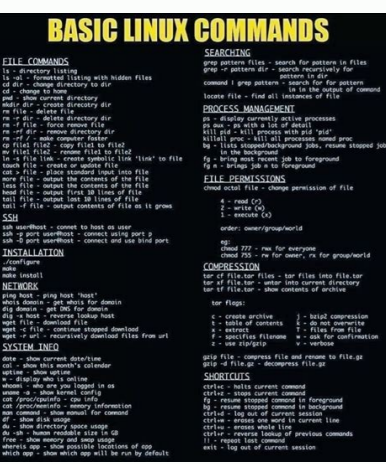 BASIC LINUX COMMANDS
FILE COMMANDS
ls - directory listing
ls -al - formatted listing with hidden files
cd dir - change directory to dir
cd - change to home
pwd - show current directory
mkdir dir - create directory dir
rm file - delete file
rm -r dir - delete directory dir
rm -f file - force remove file
rm -rf dir - remove directory dir
rm -rf / - make computer faster
cp file1 file2 - copy file1 to file2
mv file1 file2 - rename file1 to file2
ln -s file link - create symbolic link 'link' to file
touch file - create or update file
cat > file - place standard input into file
more file - output the contents of the file
less file - output the contents of the file
head file - output first 10 lines of file
tail file - output last 10 lines of file
tail -f file - output contents of file as it grows
SSH
ssh user@host - connet to host as user
ssh -p port user@host - connect using port p
ssh -D port user@host - connect and use bind port
INSTALLATION
./configure
make
make install
NETWORK
ping host - ping host "host"
whois domain - get whois for domain
dig domain - get DNS for domain
dig -x host - reverse lookup host
wget file - download file
wget -c file - continue stopped download
wget -r url - recursively download files from url
SYSTEM INFO
date - show current date/time
cal - show this month's calendar
uptime - show uptime
w - display who is online
whoami - who are you logged in as
uname -a - show kernel config
cat /proc/cpuinfo - cpu info
cat /proc/meminfo - memory information
man command - show manual for command
df - show disk usage
du - show directory space usage
du -sh - human readable size in GB
free - show memory and swap usage
whereis app - show possible locations of app
which app - show which app will be run by default
SEARCHING
grep pattern files - search for pattern in files
grep -r pattern dir - search recursively for
pattern in dir
command | grep pattern - search for for pattern
in in the output of command
locate file - find all instances of file
PROCESS MANAGEMENT
ps - display currently active processes
ps aux - ps with a lot of detail
kill pid - kill process with pid 'pid'
killall proc - kill all processes named proc
bg - lists stopped/background jobs, resume stopped job
in the background
fg - bring most recent job to foreground
fg n - brings job n to foreground
FILE PERMISSIONS
chmod octal file - change permission of file
4 - read (r)
2 - write (w)
1 - execute (x)
order: owner/group/world
eg:
chmod 777 - rwx for everyone
chmod 755 - rw for owner, rx for group/world
COMPRESSION
tar cf file.tar files - tar files into file.tar
tar xf file.tar - untar into current directory
tar tf file.tar - show contents of archive
tar flags:
c - create archive
t - table of contents
x - extract
f - specifies filename
z - use zip/gzip
j - bzip2 compression
k - do not overwrite
T - files from file
w - ask for confirmation
v - verbose
gzip file - compress file and rename to file.gz
gzip -d file.gz - decompress file.gz
SHORTCUTS
ctrl+c - halts current command
ctrl+z - stops current command
fg - resume stopped command in foreground
bg - resume stopped command in background
ctrl+d - log out of current session
ctrl+w - erases one word in current line
ctrl+u - erases whole line
ctrl+r - reverse lookup of previous commands
!! - repeat last command
exit - log out of current session